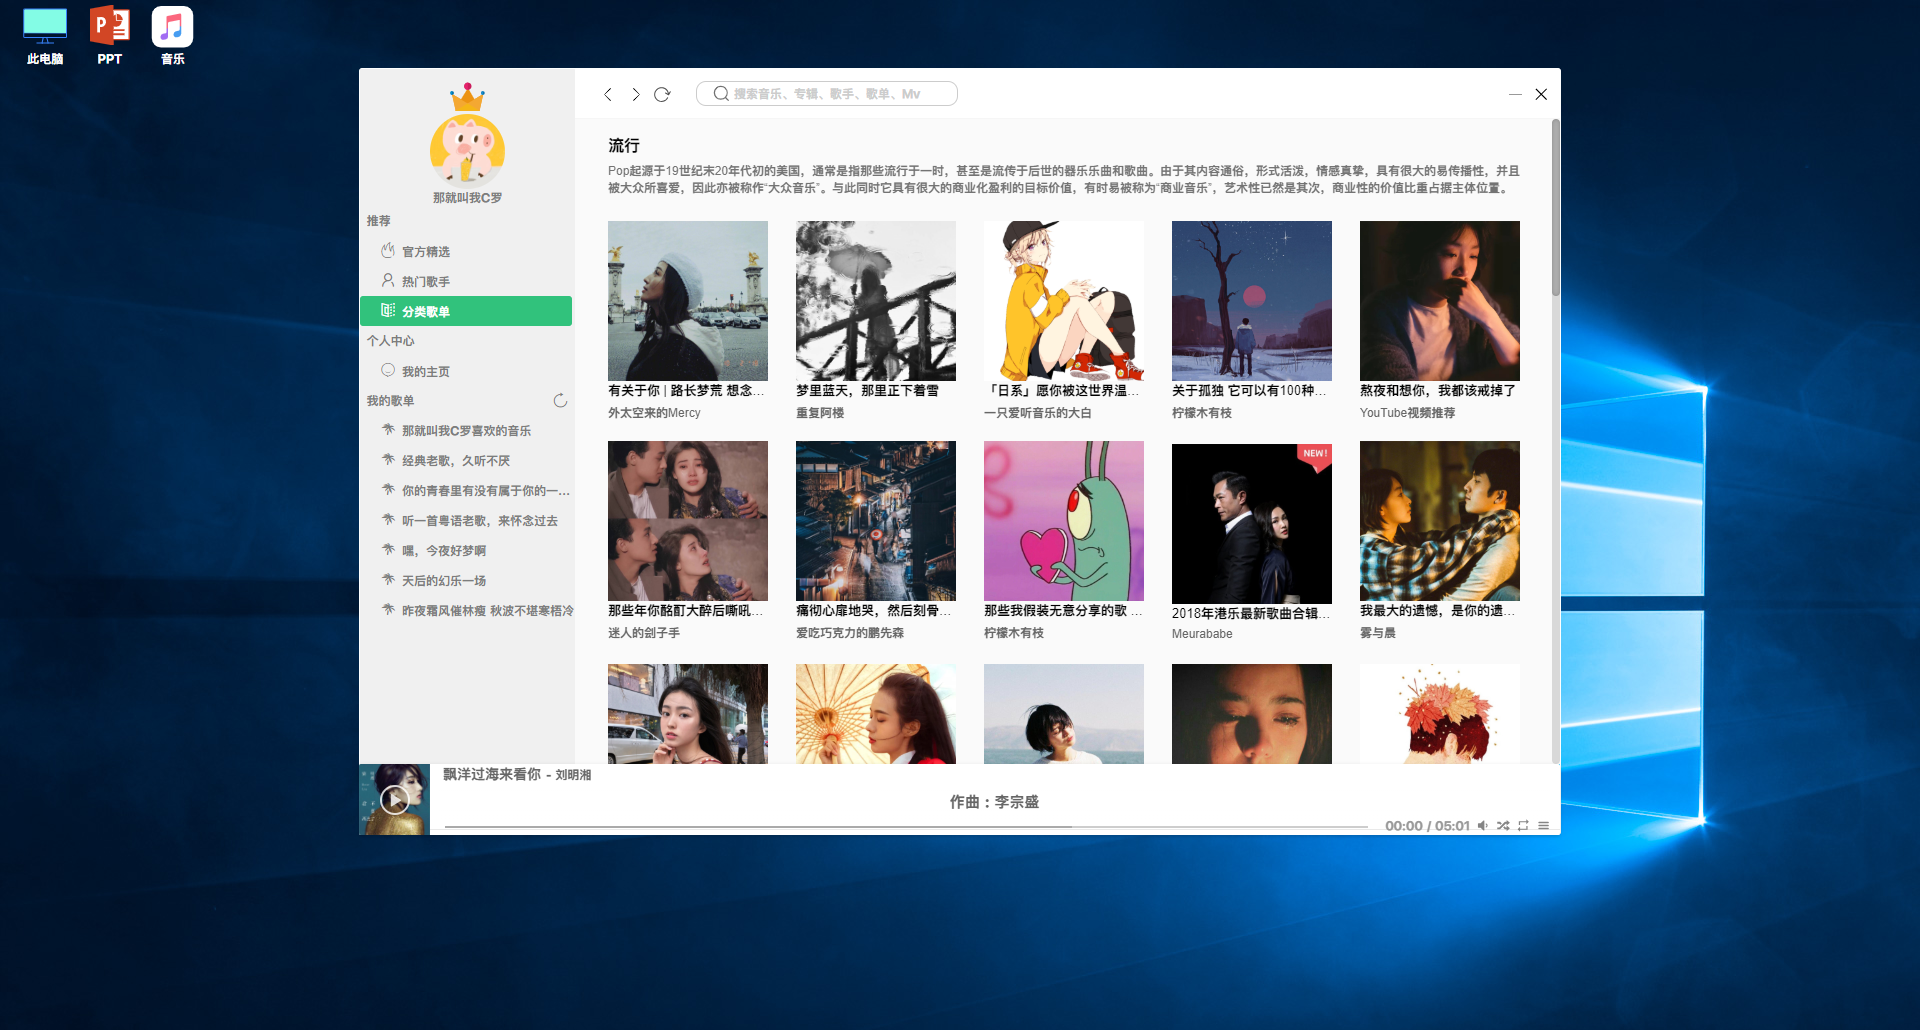 此电脑
PPT
音乐
搜索音乐、专辑、歌手、歌单、Mv
那就叫我C罗
推荐
官方精选
热门歌手
分类歌单
个人中心
我的主页
我的歌单
那就叫我C罗喜欢的音乐
经典老歌，久听不厌
你的青春里有没有属于你的一...
听一首粤语老歌，来怀念过去
嘿，今夜好梦啊
天后的幻乐一场
昨夜霜风催林瘦 秋波不堪寒梧冷
流行
Pop起源于19世纪末20年代初的美国，通常是指那些流行于一时，甚至是流传于后世的器乐乐曲和歌曲。由于其内容通俗，形式活泼，情感真挚，具有很大的易传播性，并且
被大众所喜爱，因此亦被称作“大众音乐”。与此同时它具有很大的商业化盈利的目标价值，有时易被称为“商业音乐”，艺术性已然是其次，商业性的价值比重占据主体位置。
有关于你 | 路长梦荒 想念...
外太空来的Mercy
梦里蓝天，那里正下着雪
重复阿楼
「日系」愿你被这世界温...
一只爱听音乐的大白
关于孤独 它可以有100种...
柠檬木有枝
熬夜和想你，我都该戒掉了
YouTube视频推荐
那些年你酩酊大醉后嘶吼...
迷人的刽子手
痛彻心扉地哭，然后刻骨...
爱吃巧克力的鹏先森
那些我假装无意分享的歌 ...
柠檬木有枝
NEW!
2018年港乐最新歌曲合辑...
Meurababe
我最大的遗憾，是你的遗...
雾与晨
飘洋过海来看你 - 刘明湘
作曲：李宗盛
00:00 / 05:01